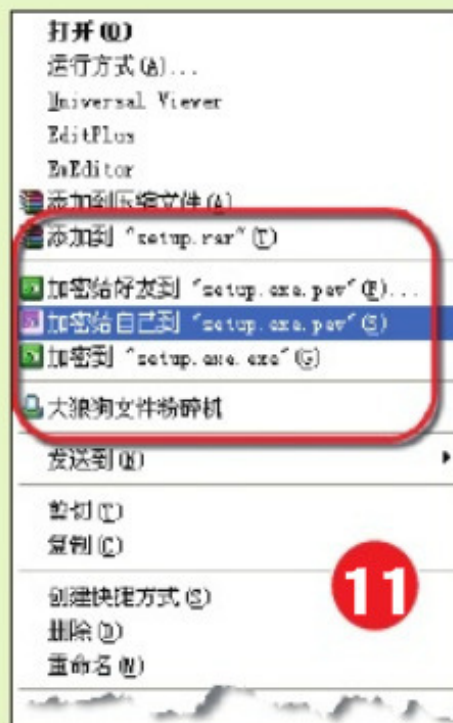 打开(O)
运行方式(A)...
Universal Viewer
EditPlus
EmEditor
添加到压缩文件(A)
添加到 "setup.rar"(T)
加密给好友到 "setup.exe.pav"(F)...
加密给自己到 "setup.exe.pav"(S)
加密到 "setup.exe.exe"(G)
大狼狗文件粉碎机
发送到(N)
剪切(T)
复制(C)
创建快捷方式(S)
删除(D)
重命名(M)
11